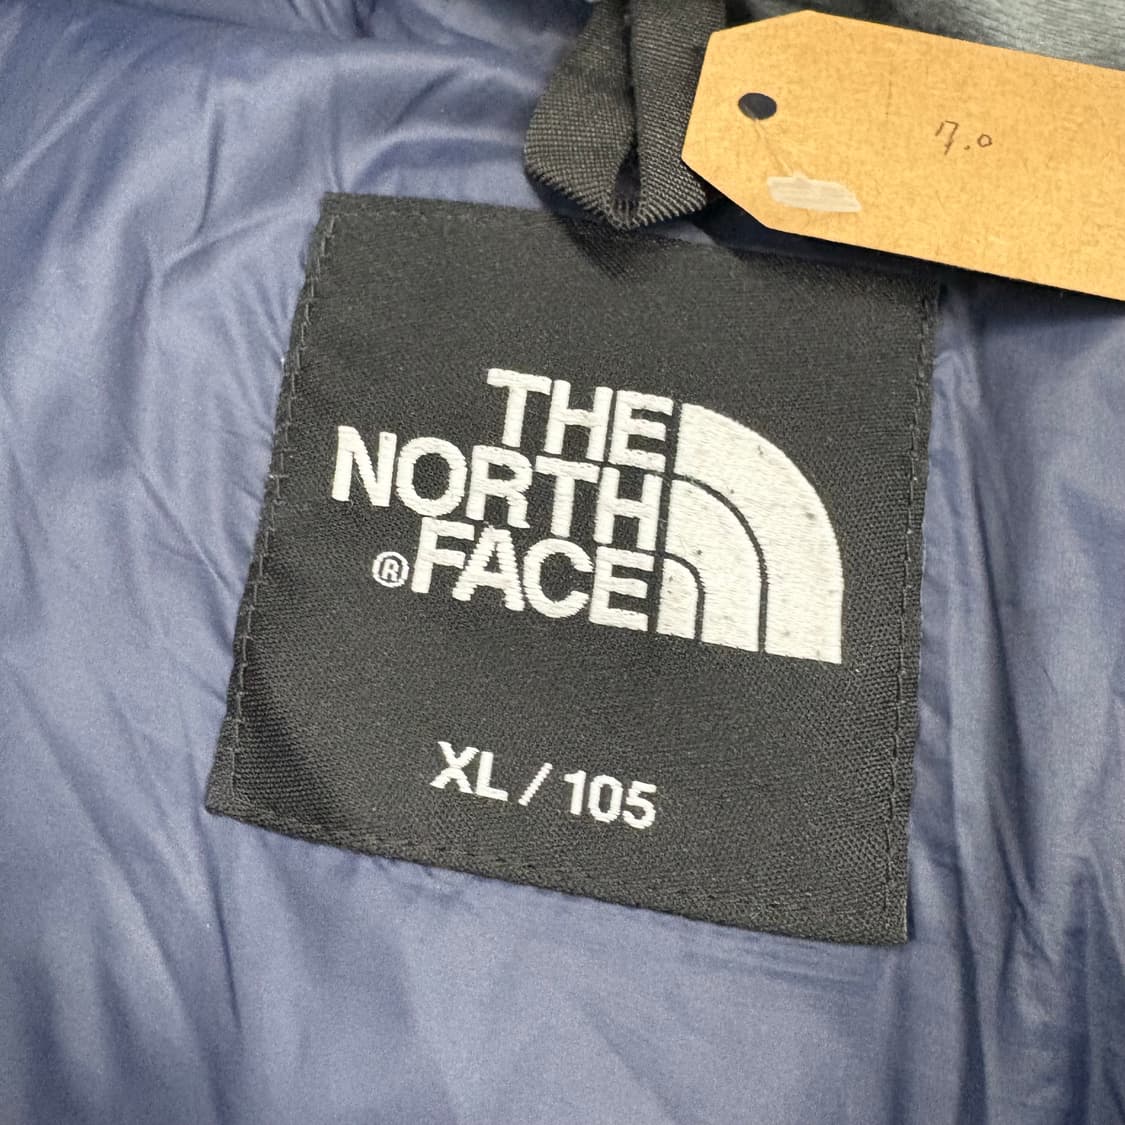 7.0
THE
NORTH
®FACE
XL / 105